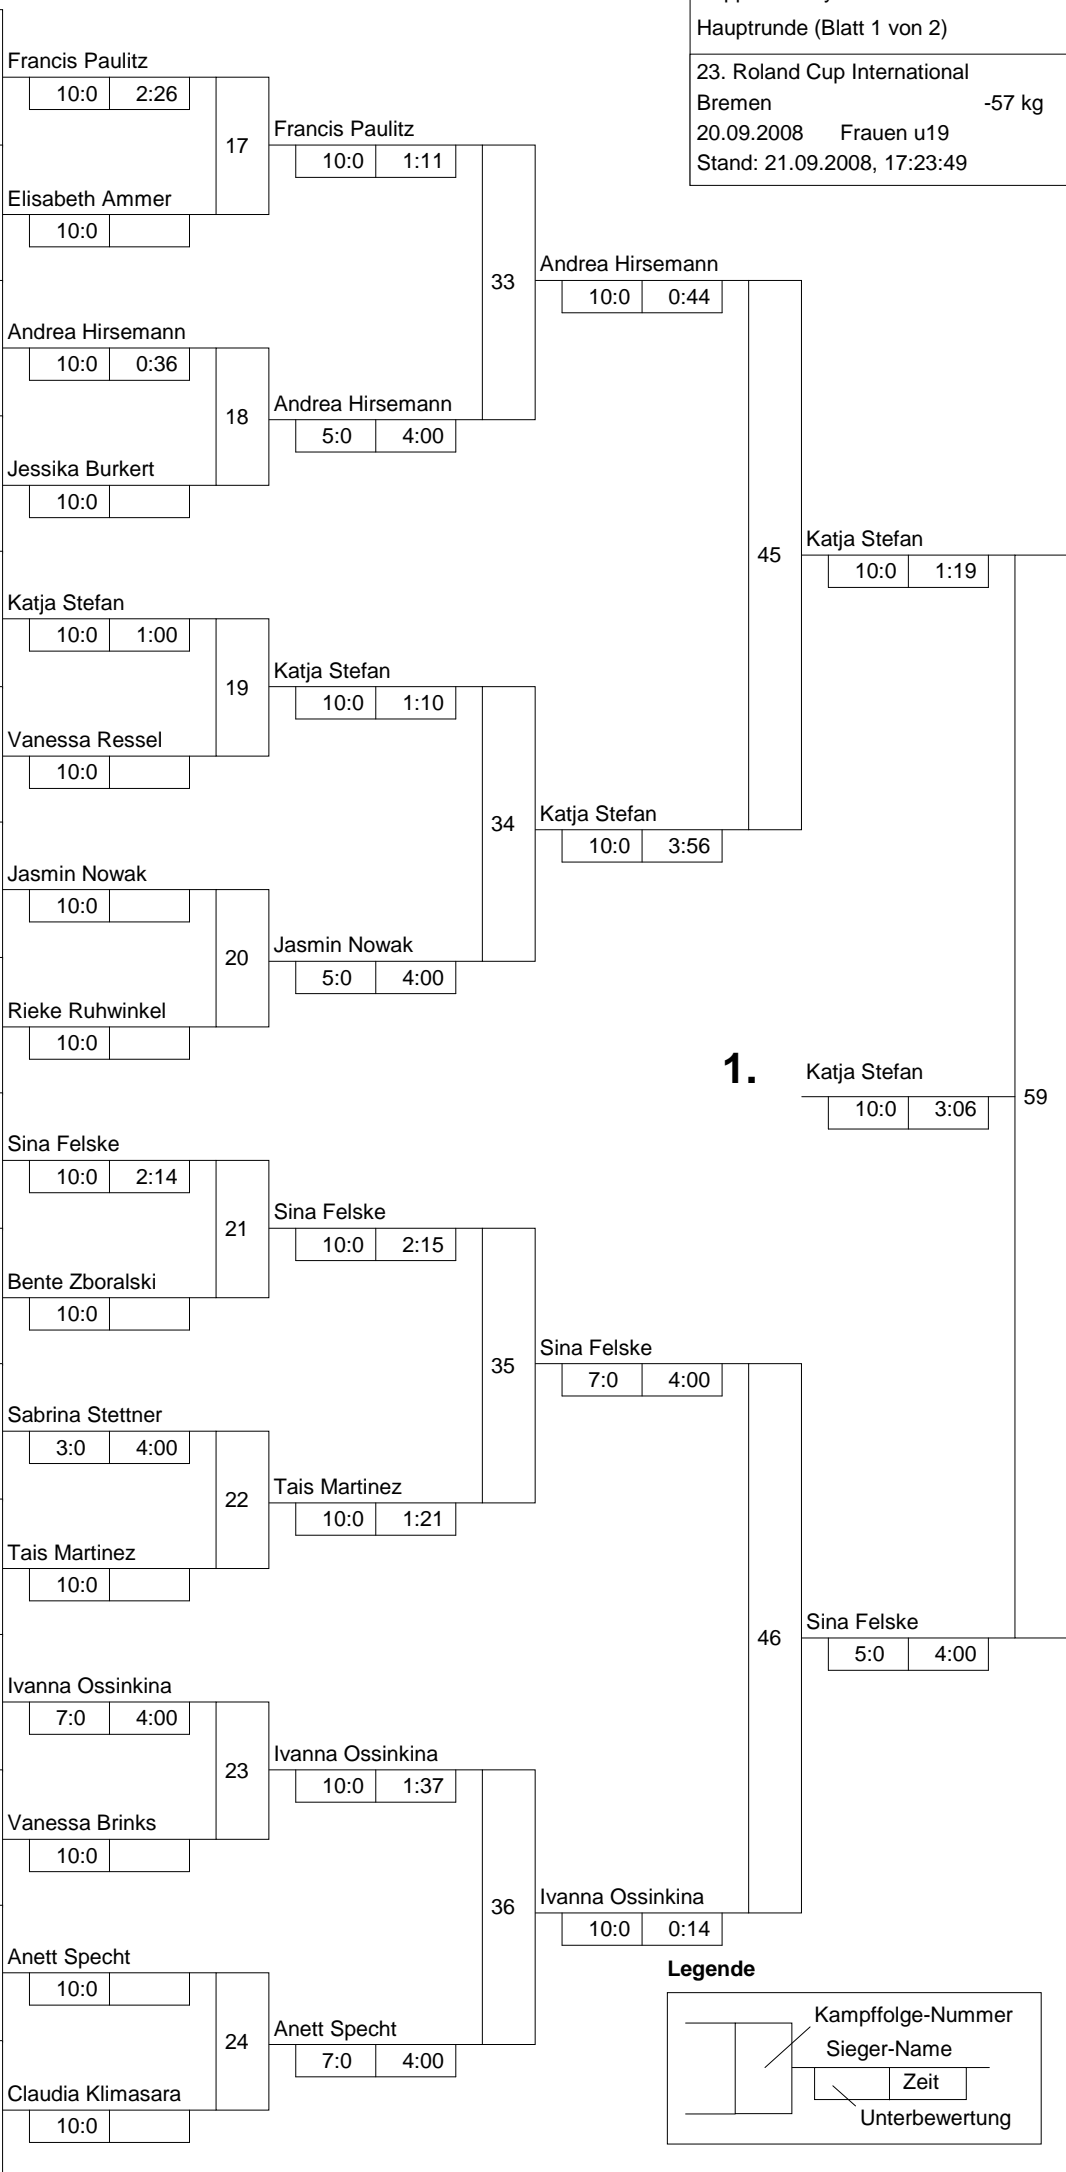 Hauptrunde (Blatt 1 von 2)
23. Roland Cup International
Bremen -57 kg
20.09.2008 Frauen u19
Stand: 21.09.2008, 17:23:49
Francis Paulitz
10:0 2:26
17
Elisabeth Ammer
10:0
Andrea Hirsemann
10:0 0:36
18
Jessika Burkert
10:0
Katja Stefan
10:0 1:00
19
Vanessa Ressel
10:0
Jasmin Nowak
10:0
20
Rieke Ruhwinkel
10:0
Sina Felske
10:0 2:14
21
Bente Zboralski
10:0
Sabrina Stettner
3:0 4:00
22
Tais Martinez
10:0
Ivanna Ossinkina
7:0 4:00
23
Vanessa Brinks
10:0
Anett Specht
10:0
24
Claudia Klimasara
10:0
Francis Paulitz
10:0 1:11
33
Andrea Hirsemann
5:0 4:00
Katja Stefan
10:0 1:10
34
Jasmin Nowak
5:0 4:00
Sina Felske
10:0 2:15
35
Tais Martinez
10:0 1:21
Ivanna Ossinkina
10:0 1:37
36
Anett Specht
7:0 4:00
Andrea Hirsemann
10:0 0:44
45
Katja Stefan
10:0 3:56
Sina Felske
7:0 4:00
46
Ivanna Ossinkina
10:0 0:14
Katja Stefan
10:0 1:19
59
Sina Felske
5:0 4:00
1. Katja Stefan
10:0 3:06
Legende
Kampffolge-Nummer
Sieger-Name
Zeit
Unterbewertung